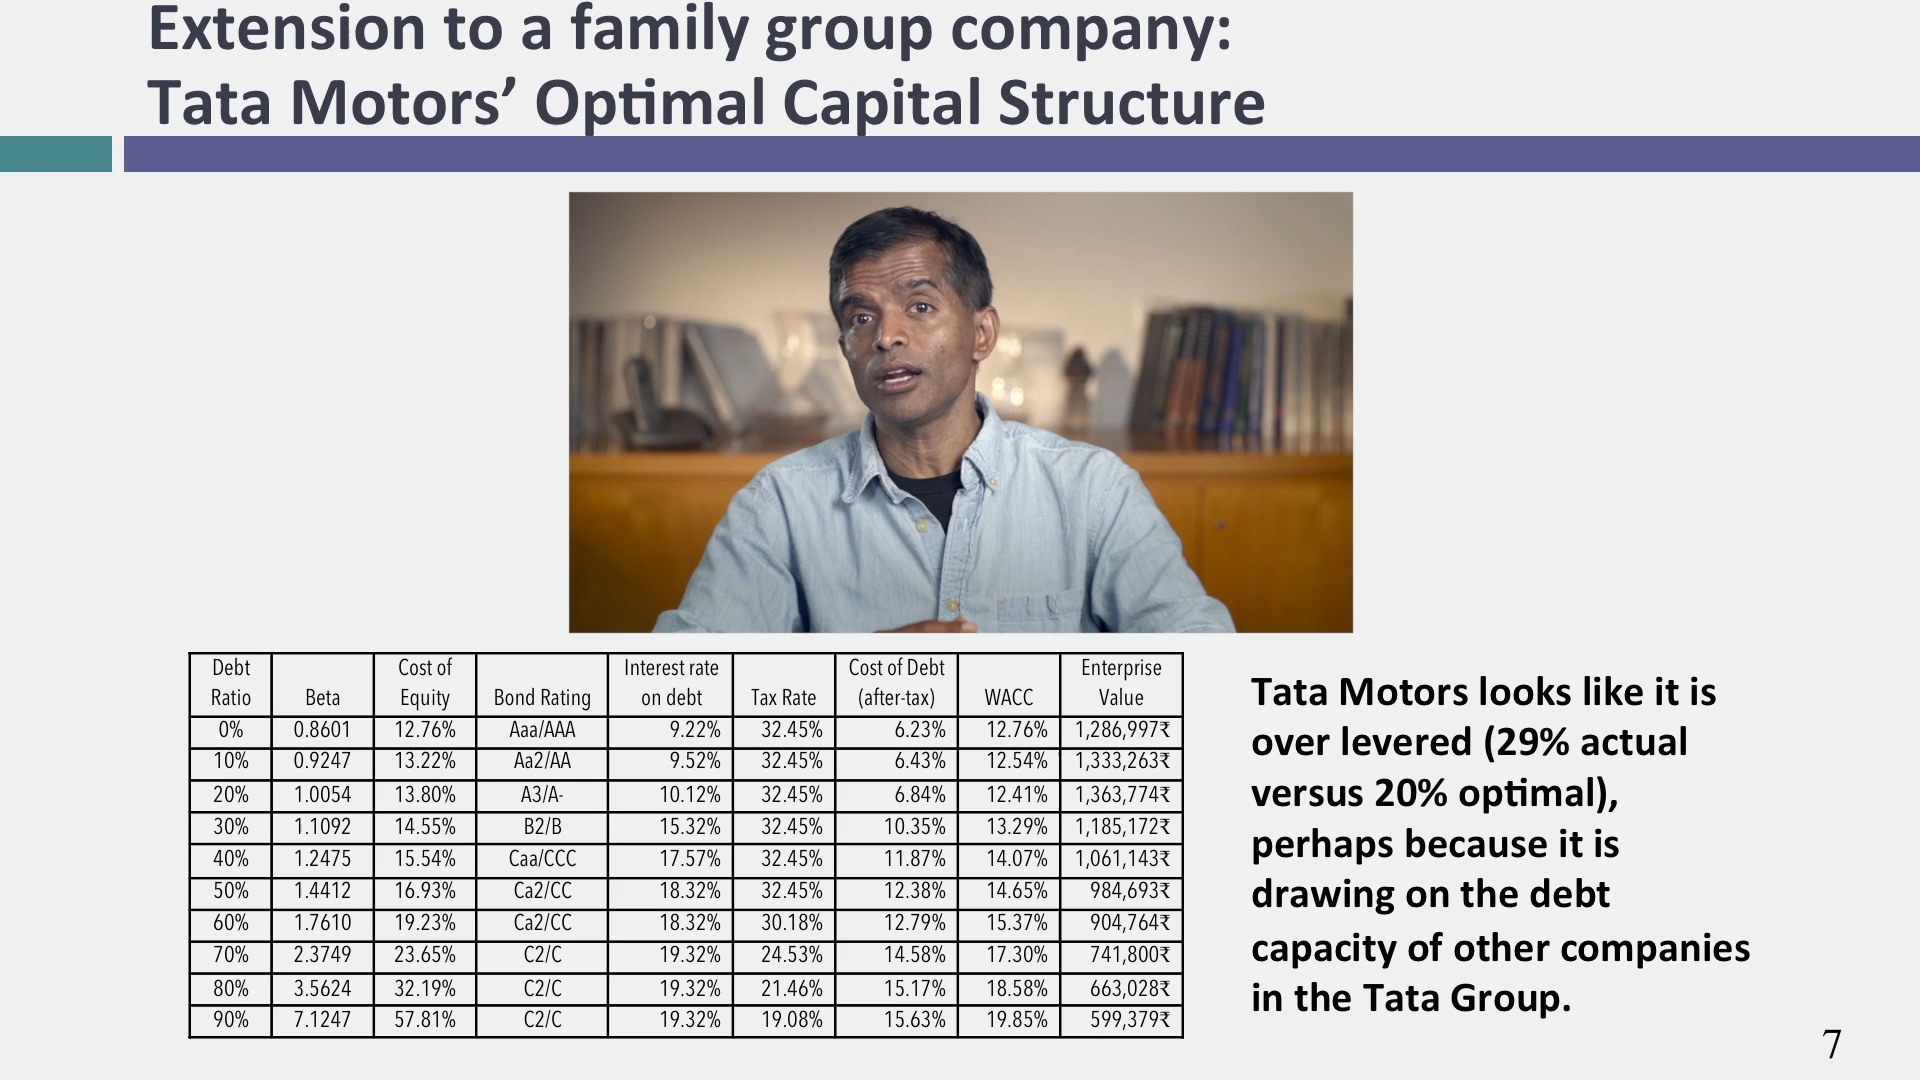 Extension to a family group company:
Tata Motors’ Optimal Capital Structure
Debt Ratio Beta Cost of Equity Bond Rating Interest rate on debt Tax Rate Cost of Debt (after-tax) WACC Enterprise Value
0% 0.8601 12.76% Aaa/AAA 9.22% 32.45% 6.23% 12.76% 1,286,997₹
10% 0.9247 13.22% Aa2/AA 9.52% 32.45% 6.43% 12.54% 1,333,263₹
20% 1.0054 13.80% A3/A- 10.12% 32.45% 6.84% 12.41% 1,363,774₹
30% 1.1092 14.55% B2/B 15.32% 32.45% 10.35% 13.29% 1,185,172₹
40% 1.2475 15.54% Caa/CCC 17.57% 32.45% 11.87% 14.07% 1,061,143₹
50% 1.4412 16.93% Ca2/CC 18.32% 32.45% 12.38% 14.65% 984,693₹
60% 1.7610 19.23% Ca2/CC 18.32% 30.18% 12.79% 15.37% 904,764₹
70% 2.3749 23.65% C2/C 19.32% 24.53% 14.58% 17.30% 741,800₹
80% 3.5624 32.19% C2/C 19.32% 21.46% 15.17% 18.58% 663,028₹
90% 7.1247 57.81% C2/C 19.32% 19.08% 15.63% 19.85% 599,379₹
Tata Motors looks like it is
over levered (29% actual
versus 20% optimal),
perhaps because it is
drawing on the debt
capacity of other companies
in the Tata Group.
7